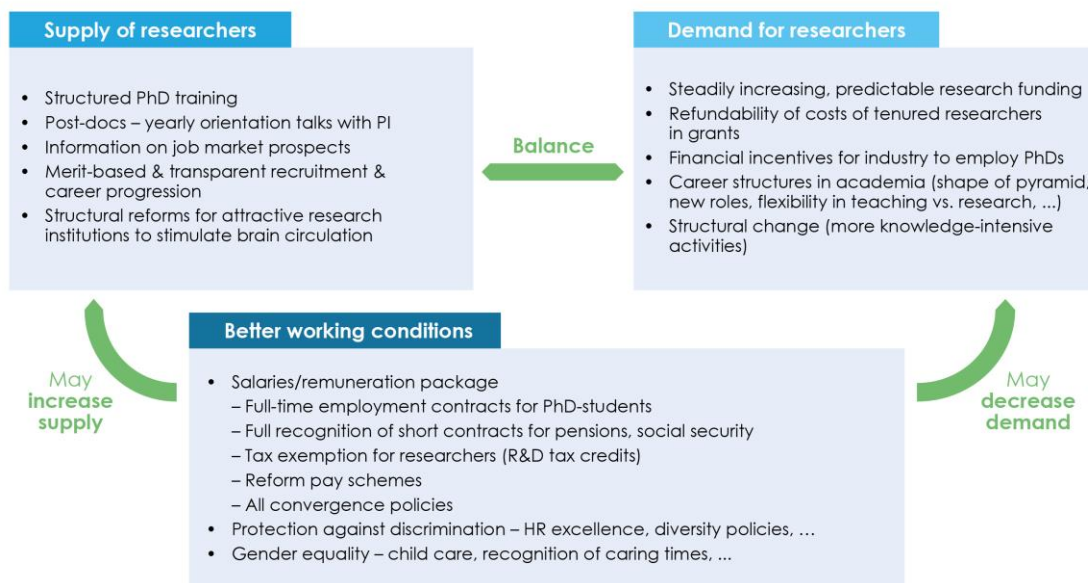 Supply of researchers
• Structured PhD training
• Post-docs – yearly orientation talks with PI
• Information on job market prospects
• Merit-based & transparent recruitment &
career progression
• Structural reforms for attractive research
institutions to stimulate brain circulation
Balance
Demand for researchers
• Steadily increasing, predictable research funding
• Refundability of costs of tenured researchers
in grants
• Financial incentives for industry to employ PhDs
• Career structures in academia (shape of pyramid,
new roles, flexibility in teaching vs. research, ...)
• Structural change (more knowledge-intensive
activities)
May
increase
supply
Better working conditions
• Salaries/remuneration package
– Full-time employment contracts for PhD-students
– Full recognition of short contracts for pensions, social security
– Tax exemption for researchers (R&D tax credits)
– Reform pay schemes
– All convergence policies
• Protection against discrimination – HR excellence, diversity policies, …
• Gender equality – child care, recognition of caring times, ...
May
decrease
demand